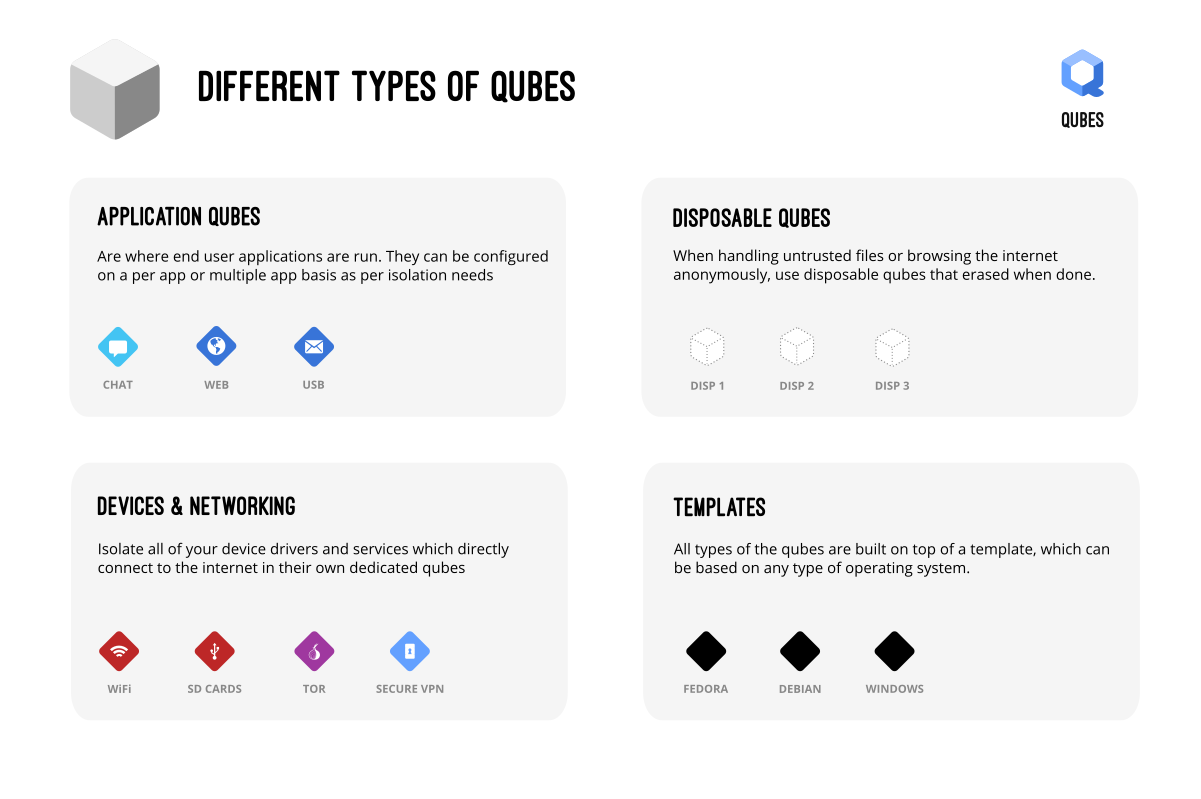 DIFFERENT TYPES OF QUBES
QUBES
APPLICATION QUBES
Are where end user applications are run. They can be configured
on a per app or multiple app basis as per isolation needs
CHAT
WEB
USB
DISPOSABLE QUBES
When handling untrusted files or browsing the internet
anonymously, use disposable qubes that erased when done.
DISP 1
DISP 2
DISP 3
DEVICES & NETWORKING
Isolate all of your device drivers and services which directly
connect to the internet in their own dedicated qubes
WiFi
SD CARDS
TOR
SECURE VPN
TEMPLATES
All types of the qubes are built on top of a template, which can
be based on any type of operating system.
FEDORA
DEBIAN
WINDOWS